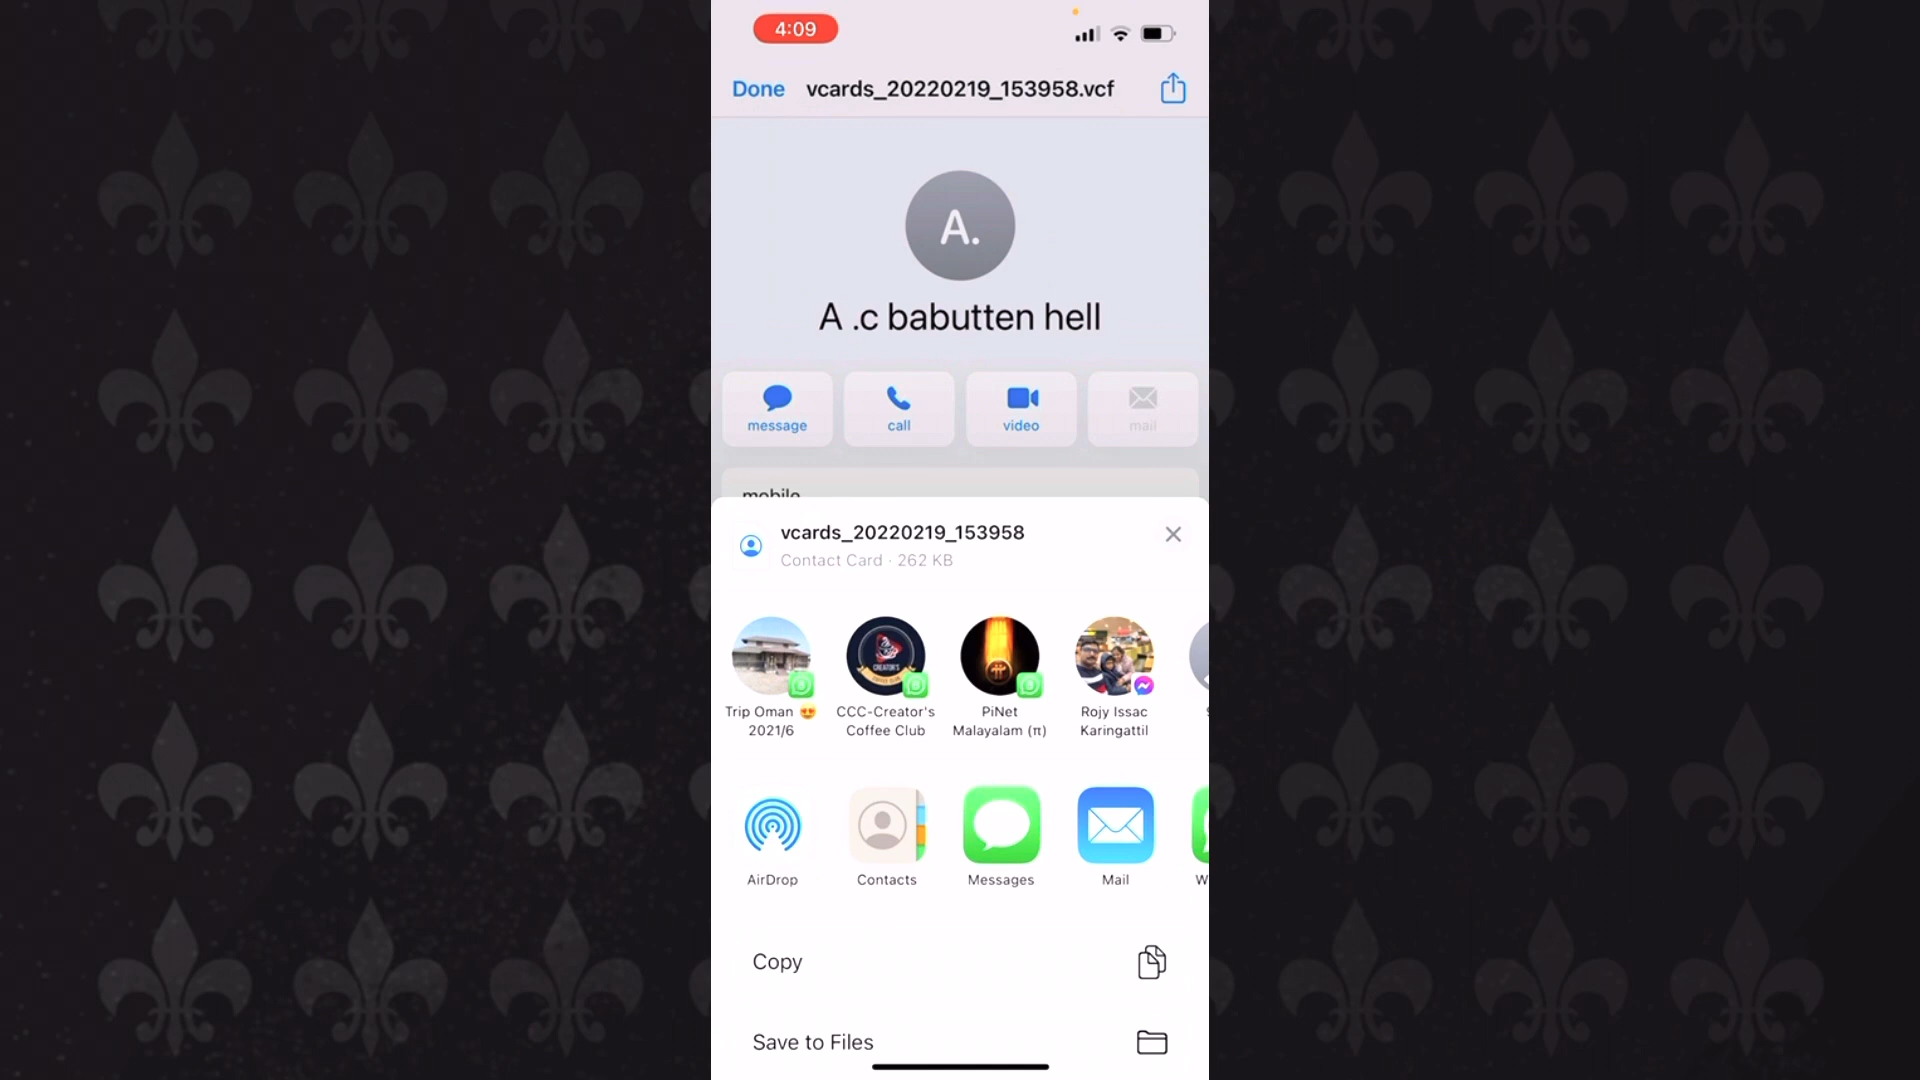 4:09
Done vcards_20220219_153958.vcf
A.
A .c babutten hell
message call video mail
mobile
vcards_20220219_153958
Contact Card · 262 KB
Trip Oman 😍 CCC-Creator's PiNet Rojy Issac
2021/6 Coffee Club Malayalam (π) Karingattil
AirDrop Contacts Messages Mail W
Copy
Save to Files